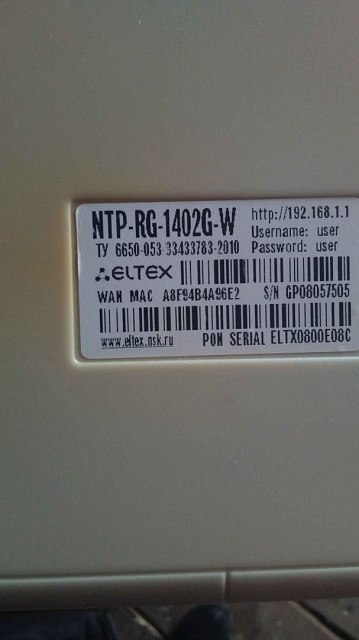 NTP-RG-1402G-W
http://192.168.1.1
Username: user
ТУ 6650-053-33433783-2010
Password: user
ELTEX
WAN MAC A8F94B4A96E2
S/N GP08057505
www.eltex.nsk.ru
PON SERIAL ELTX0800E08C